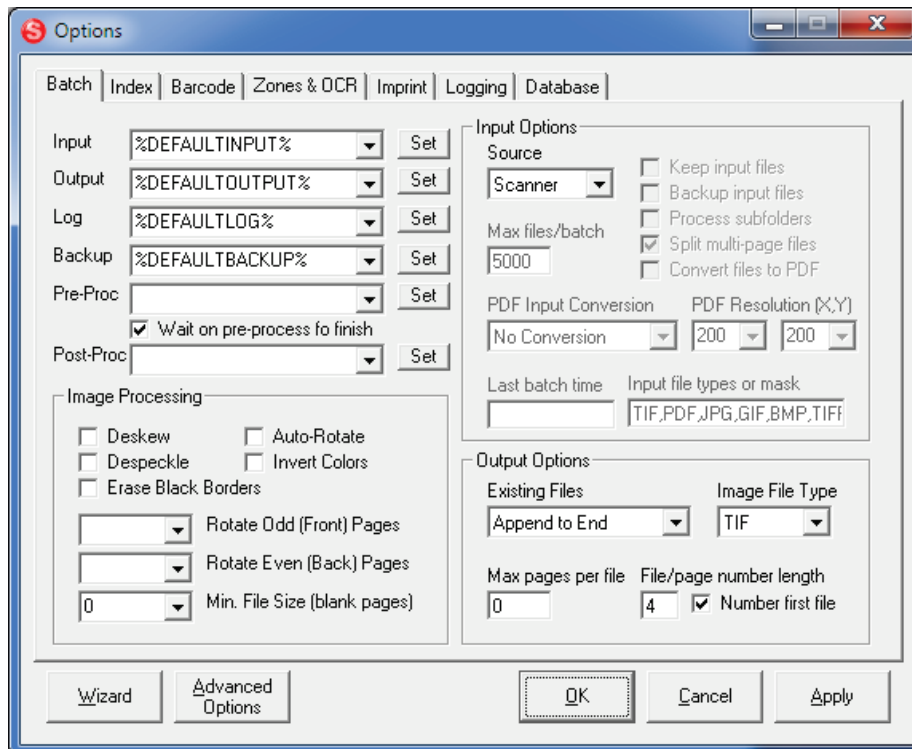 Options
Batch Index Barcode Zones & OCR Imprint Logging Database
Input %DEFAULTINPUT% Set
Output %DEFAULTOUTPUT% Set
Log %DEFAULTLOG% Set
Backup %DEFAULTBACKUP% Set
Pre-Proc Set
Wait on pre-process fo finish
Post-Proc Set
Image Processing
Deskew Auto-Rotate
Despeckle Invert Colors
Erase Black Borders
Rotate Odd (Front) Pages
Rotate Even (Back) Pages
0 Min. File Size (blank pages)
Input Options
Source
Scanner
Keep input files
Backup input files
Process subfolders
Split multi-page files
Convert files to PDF
Max files/batch
5000
PDF Input Conversion PDF Resolution (X,Y)
No Conversion 200 200
Last batch time Input file types or mask
TIF,PDF,JPG,GIF,BMP,TIFF
Output Options
Existing Files Image File Type
Append to End TIF
Max pages per file File/page number length
0 4 Number first file
Wizard Advanced Options OK Cancel Apply